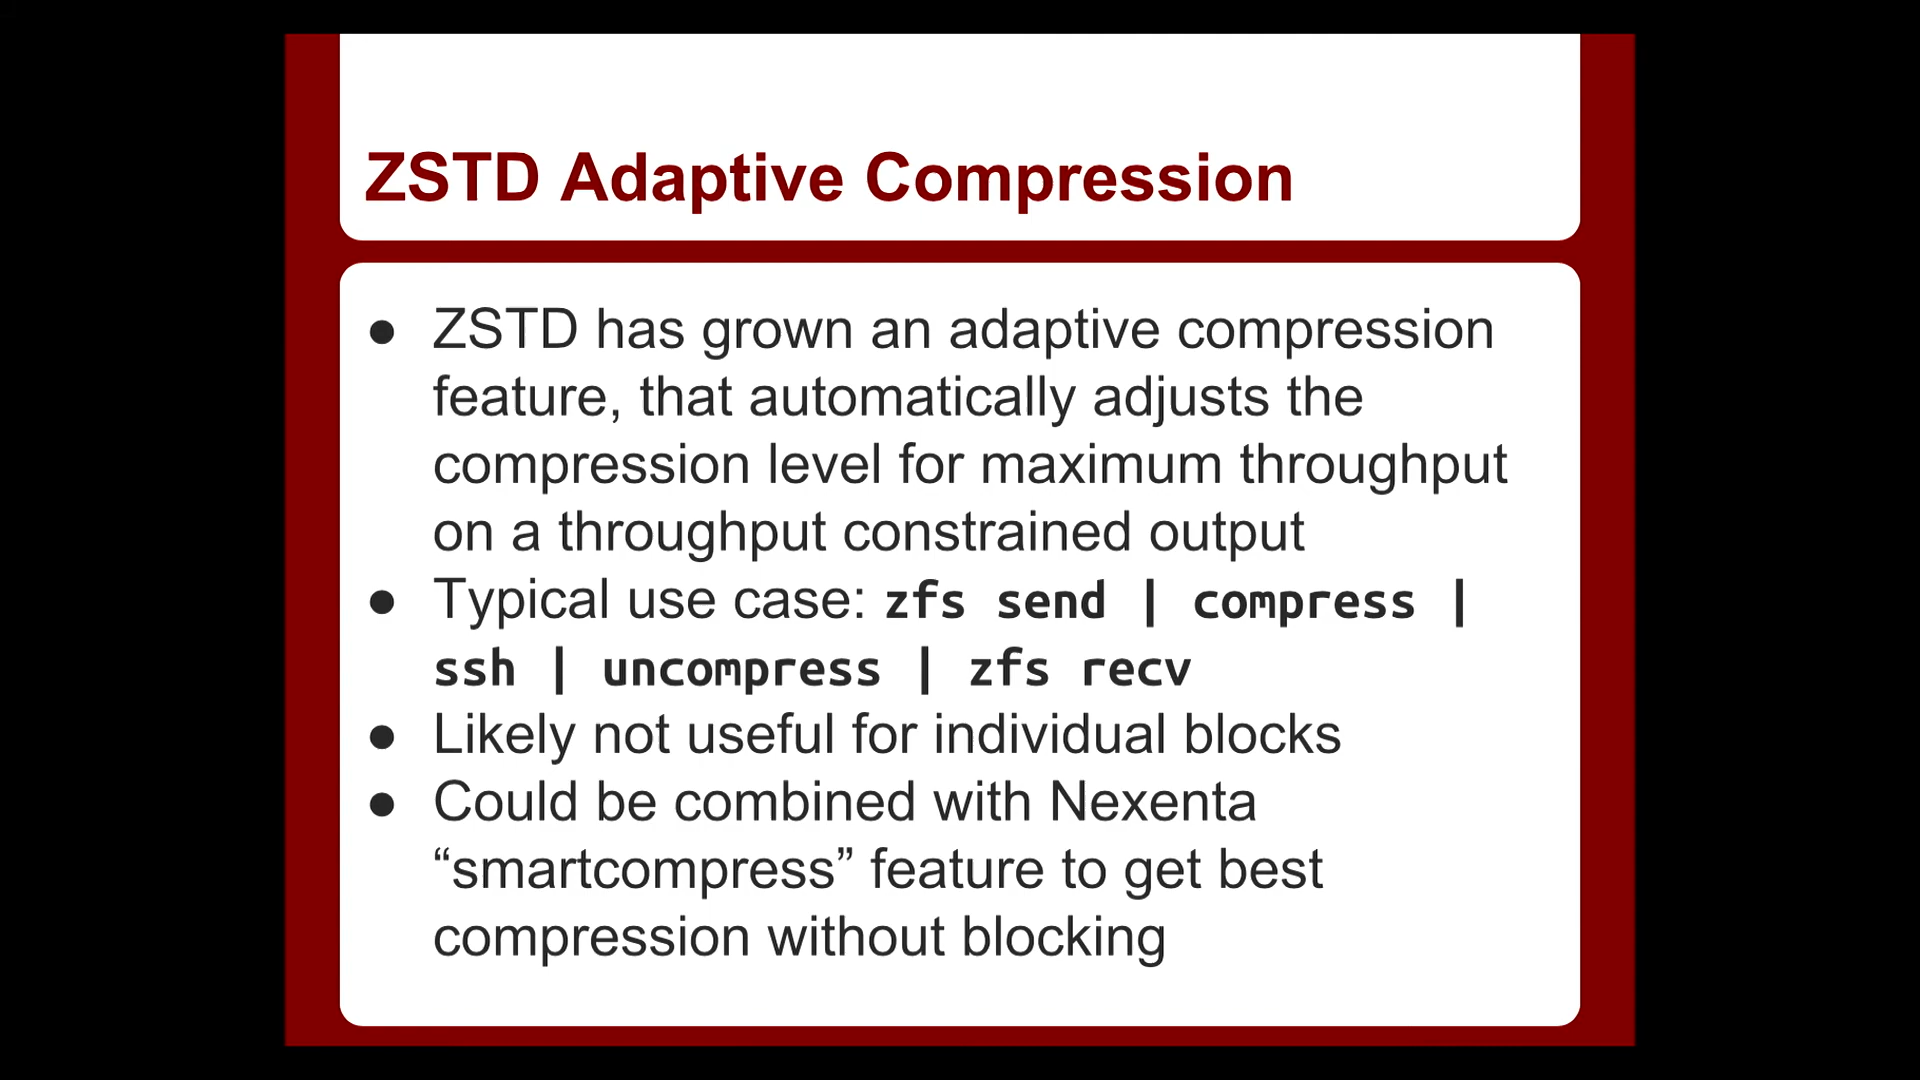 ZSTD Adaptive Compression
● ZSTD has grown an adaptive compression
feature, that automatically adjusts the
compression level for maximum throughput
on a throughput constrained output
● Typical use case: zfs send | compress |
ssh | uncompress | zfs recv
● Likely not useful for individual blocks
● Could be combined with Nexenta
“smartcompress” feature to get best
compression without blocking